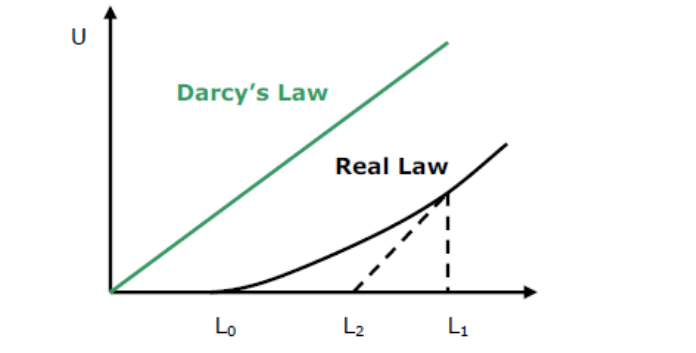 U
Darcy's Law
Real Law
L₀ L₂ L₁